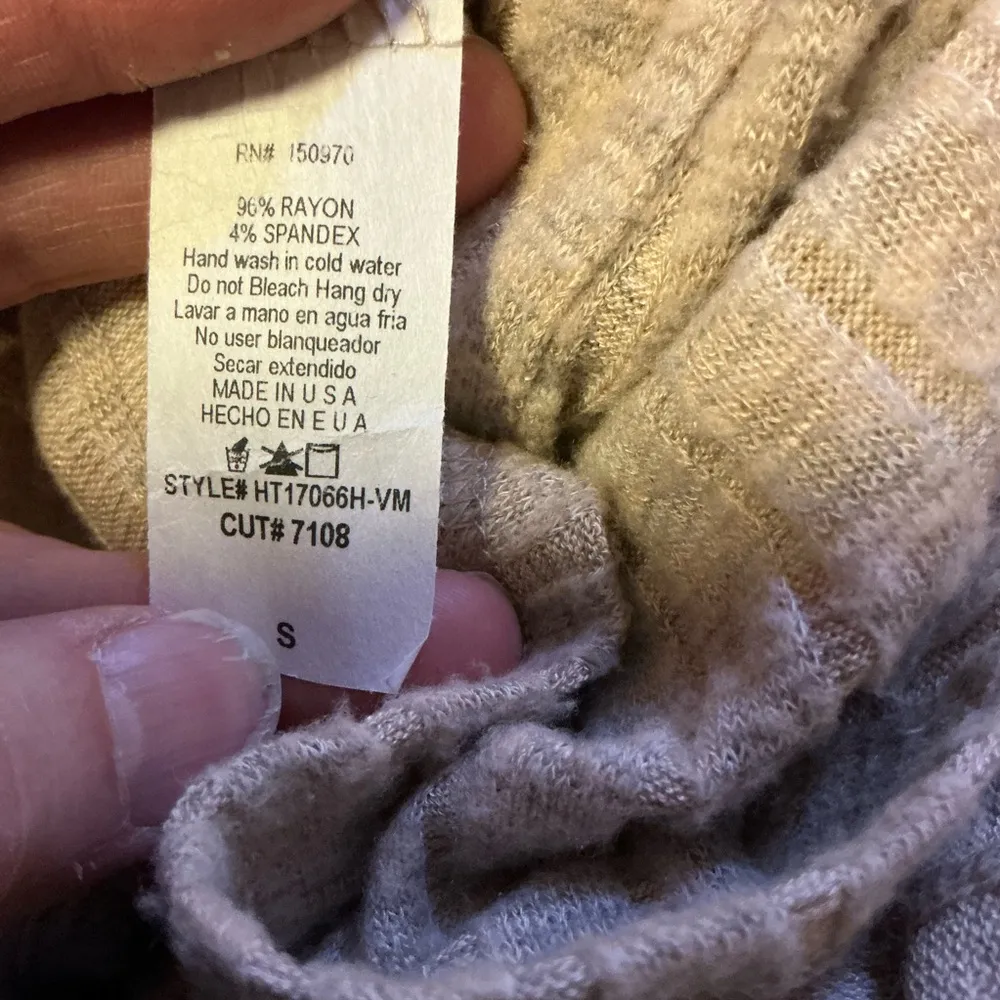 RN# 150970
96% RAYON
4% SPANDEX
Hand wash in cold water
Do not Bleach Hang dry
Lavar a mano en agua fria
No user blanqueador
Secar extendido
MADE IN U S A
HECHO EN E U A
STYLE# HT17066H-VM
CUT# 7108
S